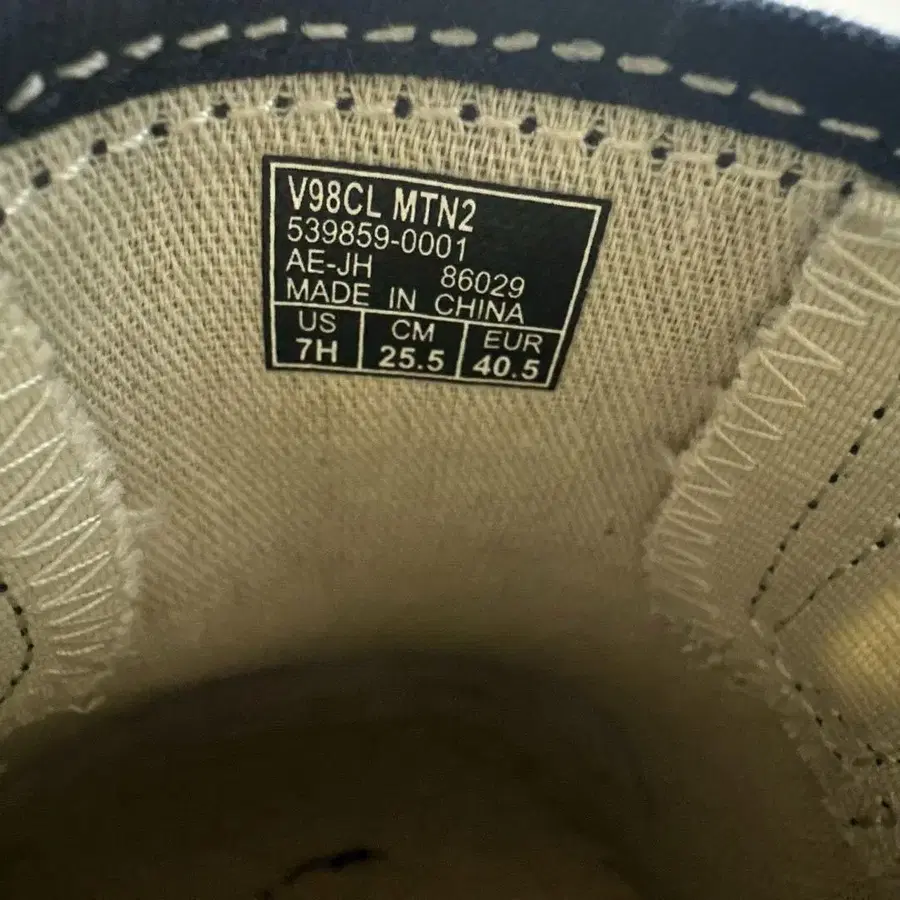 V98CL MTN2
539859-0001
AE-JH 86029
MADE IN CHINA
US CM EUR
7H 25.5 40.5